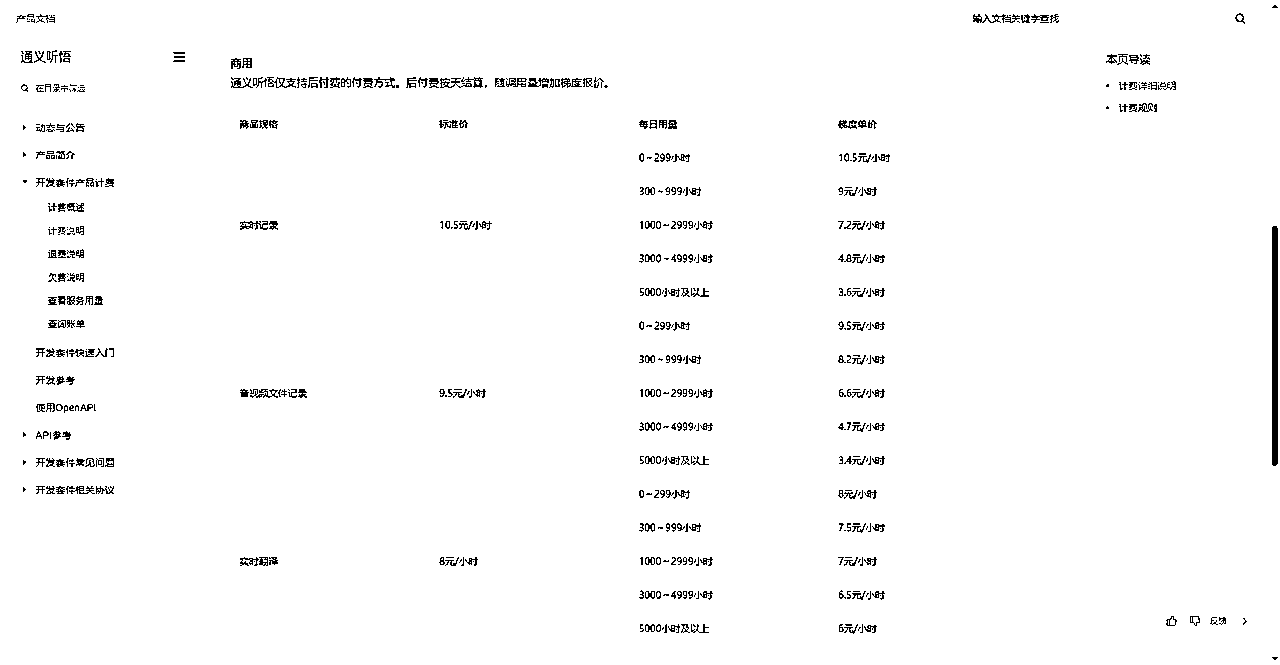 产品文档
输入文档关键字查找
通义听悟
在目录中筛选
动态与公告
产品简介
开发套件产品计费
计费概述
计费说明
退费说明
欠费说明
查看服务用量
查询账单
开发套件快速入门
开发参考
使用OpenAPI
API参考
开发套件常见问题
开发套件相关协议
商用
通义听悟仅支持后付费的付费方式。后付费按天结算，随调用量增加梯度报价。
商品规格 标准价 每日用量 梯度单价
0~299小时 10.5元/小时
300~999小时 9元/小时
实时记录 10.5元/小时 1000~2999小时 7.2元/小时
3000~4999小时 4.8元/小时
5000小时及以上 3.6元/小时
0~299小时 9.5元/小时
300~999小时 8.2元/小时
音视频文件记录 9.5元/小时 1000~2999小时 6.6元/小时
3000~4999小时 4.7元/小时
5000小时及以上 3.4元/小时
0~299小时 8元/小时
300~999小时 7.5元/小时
实时翻译 8元/小时 1000~2999小时 7元/小时
3000~4999小时 6.5元/小时
5000小时及以上 6元/小时
本页导读
计费详细说明
计费规则
反馈